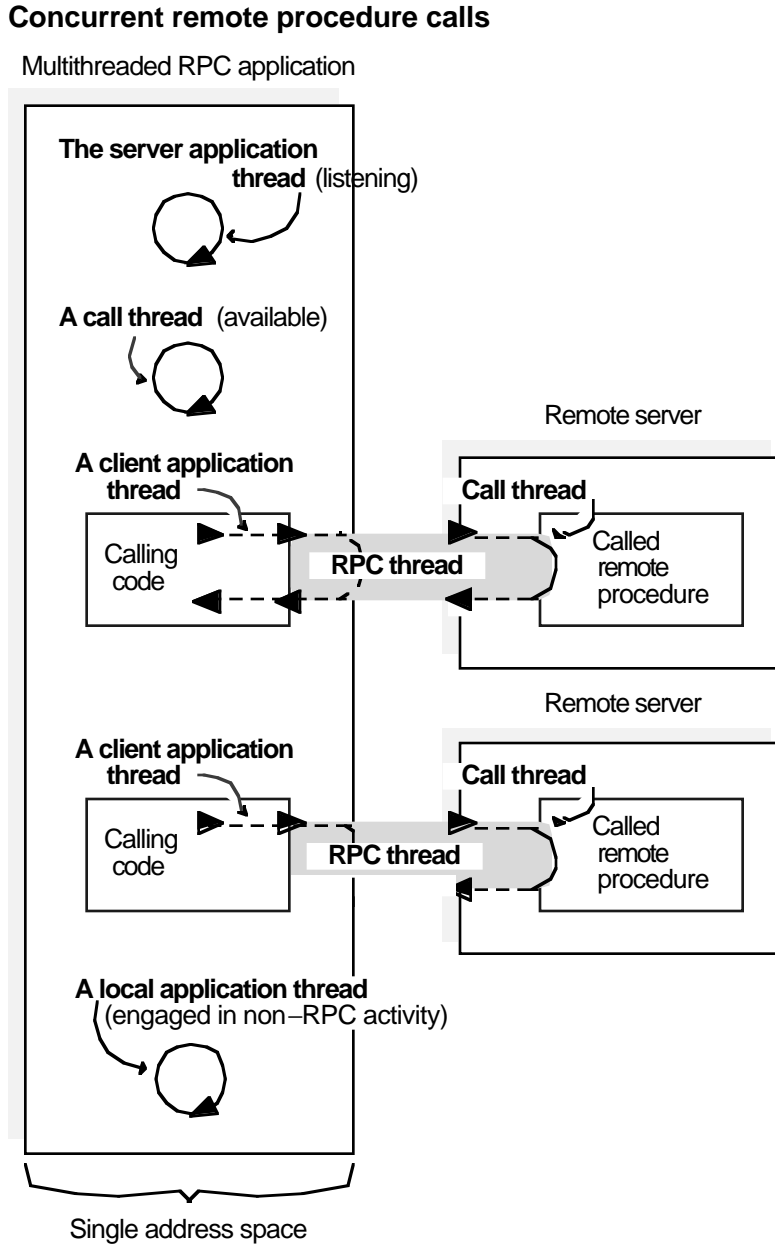 Concurrent remote procedure calls
Multithreaded RPC application
The server application
thread (listening)
A call thread (available)
Remote server
A client application
thread
Call thread
Calling
code
RPC thread
Called
remote
procedure
Remote server
A client application
thread
Call thread
Calling
code
RPC thread
Called
remote
procedure
A local application thread
(engaged in non–RPC activity)
Single address space